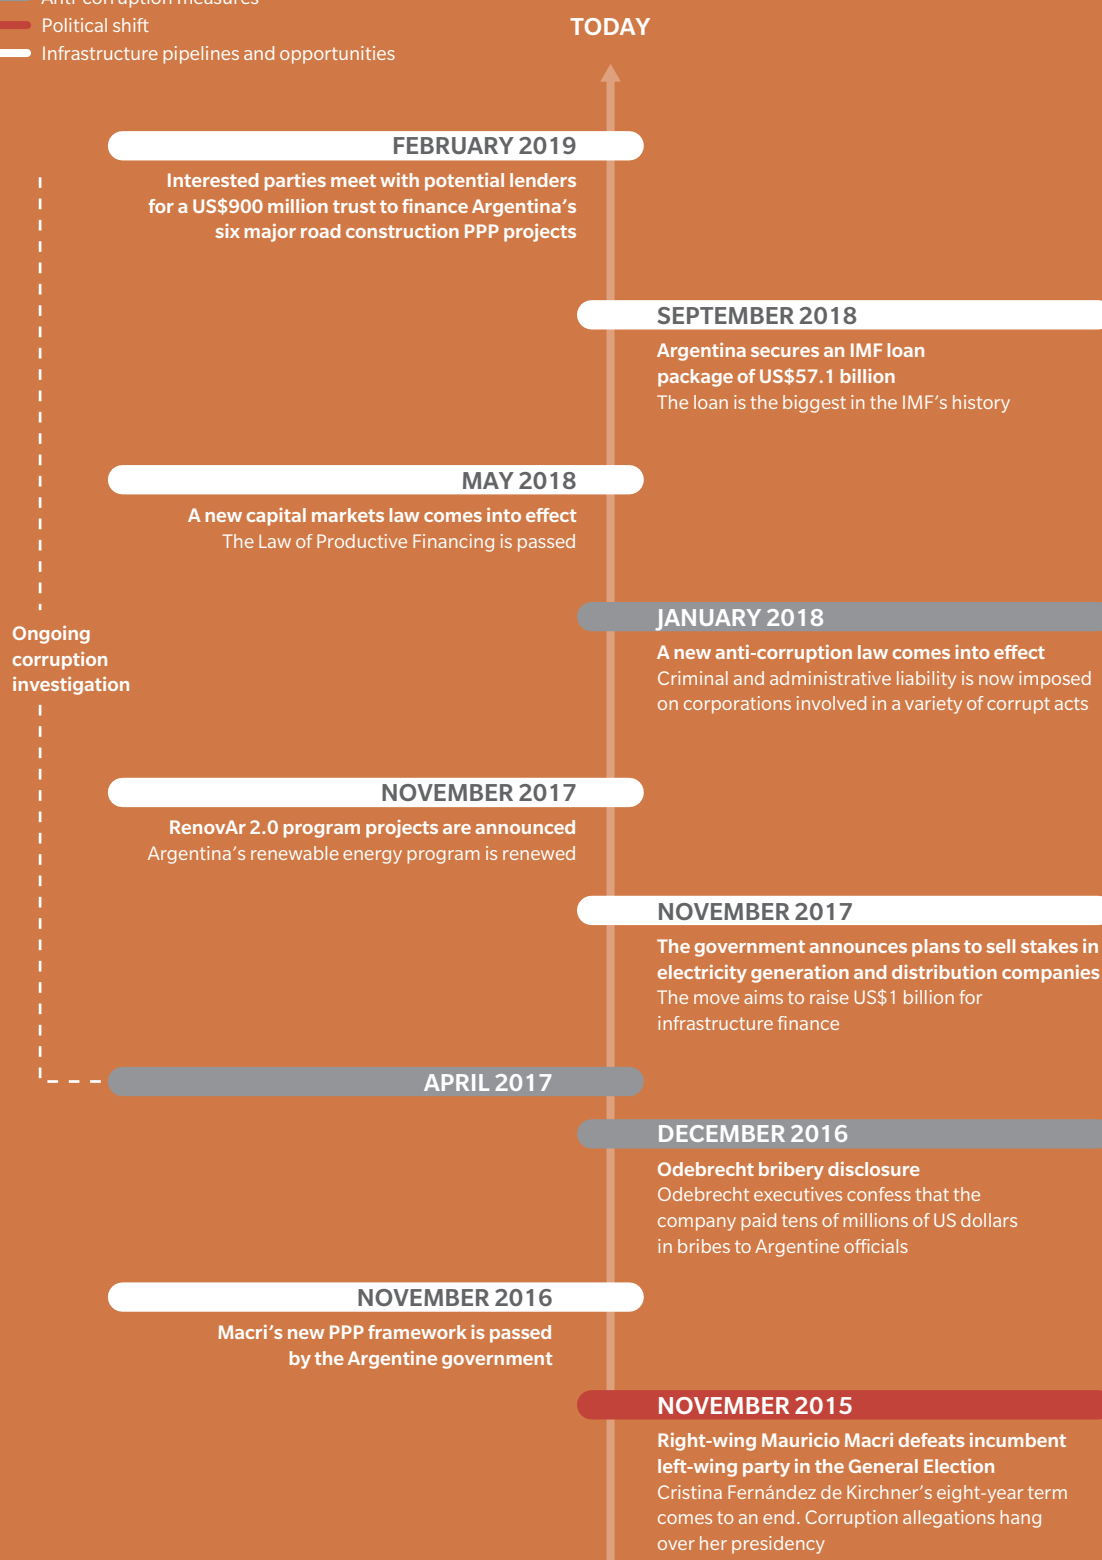 Anti-corruption measures
Political shift
Infrastructure pipelines and opportunities
TODAY
FEBRUARY 2019
Interested parties meet with potential lenders
for a US$900 million trust to finance Argentina’s
six major road construction PPP projects
SEPTEMBER 2018
Argentina secures an IMF loan
package of US$57.1 billion
The loan is the biggest in the IMF’s history
MAY 2018
A new capital markets law comes into effect
The Law of Productive Financing is passed
JANUARY 2018
A new anti-corruption law comes into effect
Criminal and administrative liability is now imposed
on corporations involved in a variety of corrupt acts
Ongoing
corruption
investigation
NOVEMBER 2017
RenovAr 2.0 program projects are announced
Argentina’s renewable energy program is renewed
NOVEMBER 2017
The government announces plans to sell stakes in
electricity generation and distribution companies
The move aims to raise US$1 billion for
infrastructure finance
APRIL 2017
DECEMBER 2016
Odebrecht bribery disclosure
Odebrecht executives confess that the
company paid tens of millions of US dollars
in bribes to Argentine officials
NOVEMBER 2016
Macri’s new PPP framework is passed
by the Argentine government
NOVEMBER 2015
Right-wing Mauricio Macri defeats incumbent
left-wing party in the General Election
Cristina Fernández de Kirchner’s eight-year term
comes to an end. Corruption allegations hang
over her presidency